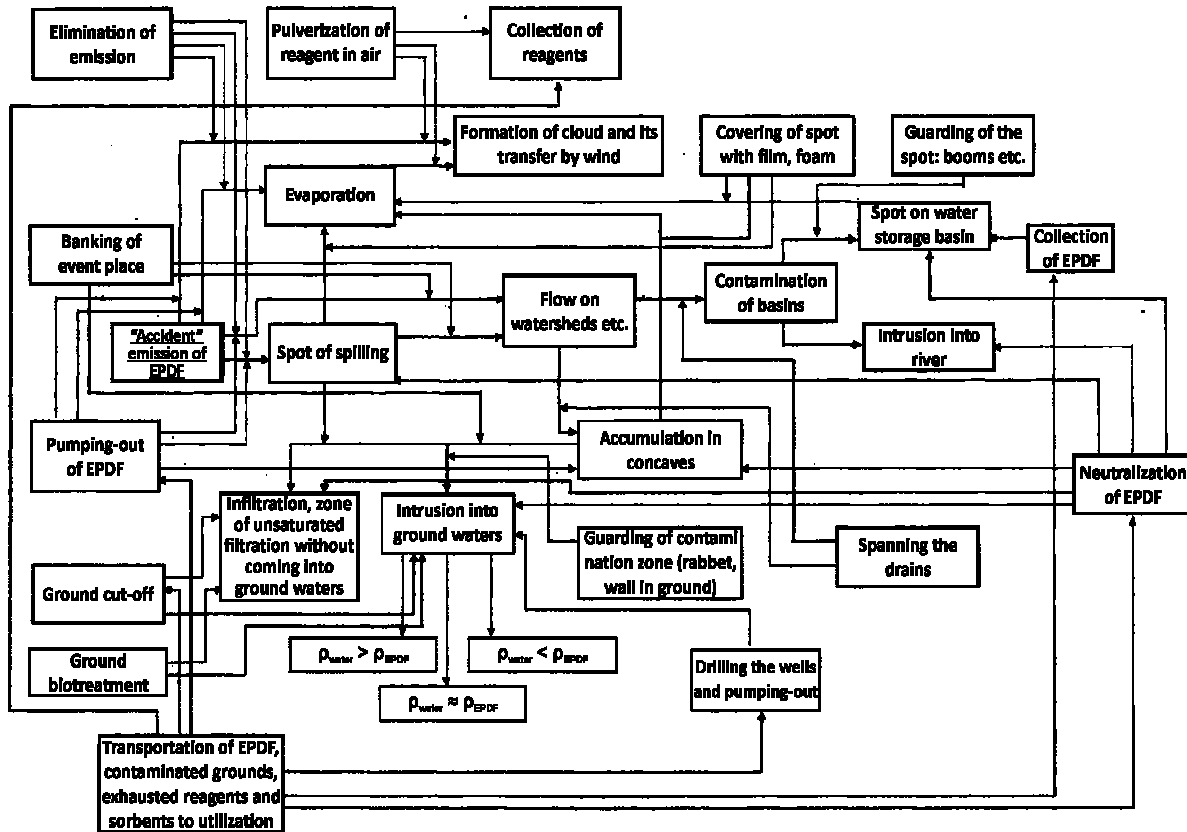 Elimination of
emission
Pulverization of
reagent in air
Collection of
reagents
Formation of cloud and its
transfer by wind
Covering of spot
with film, foam
Guarding of the
spot: booms etc.
Evaporation
Banking of
event place
Spot on water
storage basin
Collection
of EPDF
Contamination
of basins
Flow on
watersheds etc.
"Accident"
emission of
EPDF
Spot of spilling
Intrusion into
river
Pumping-out
of EPDF
Accumulation in
concaves
Neutralization
of EPDF
Infiltration, zone
of unsaturated
filtration without
coming into
ground waters
Intrusion into
ground waters
Guarding of contami
nation zone (rabbet,
wall in ground)
Spanning the
drains
Ground cut-off
Ground
biotreatment
ρwater > ρEPDF
ρwater < ρEPDF
ρwater ≈ ρEPDF
Drilling the wells
and pumping-out
Transportation of EPDF,
contaminated grounds,
exhausted reagents and
sorbents to utilization